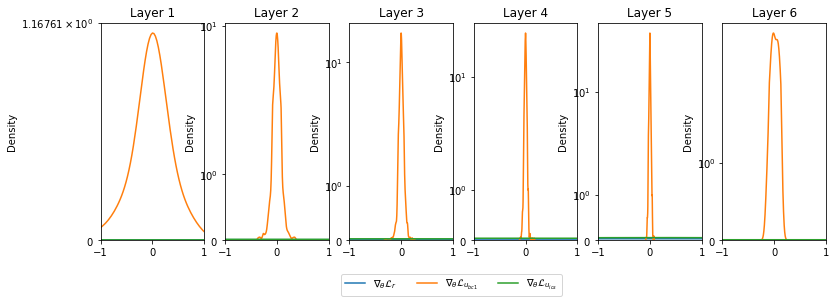 Layer 1 Layer 2 Layer 3 Layer 4 Layer 5 Layer 6
1.16761 × 10⁰ 10¹ 10¹ 10¹ 10¹ 10⁰
Density Density Density Density Density Density
10⁰ 10⁰ 10⁰ 10⁰
0 0 0 0 0 0
−1 0 1 −1 0 1 −1 0 1 −1 0 1 −1 0 1 −1 0 1
∇θℒr ∇θℒu_bc1 ∇θℒu_ics